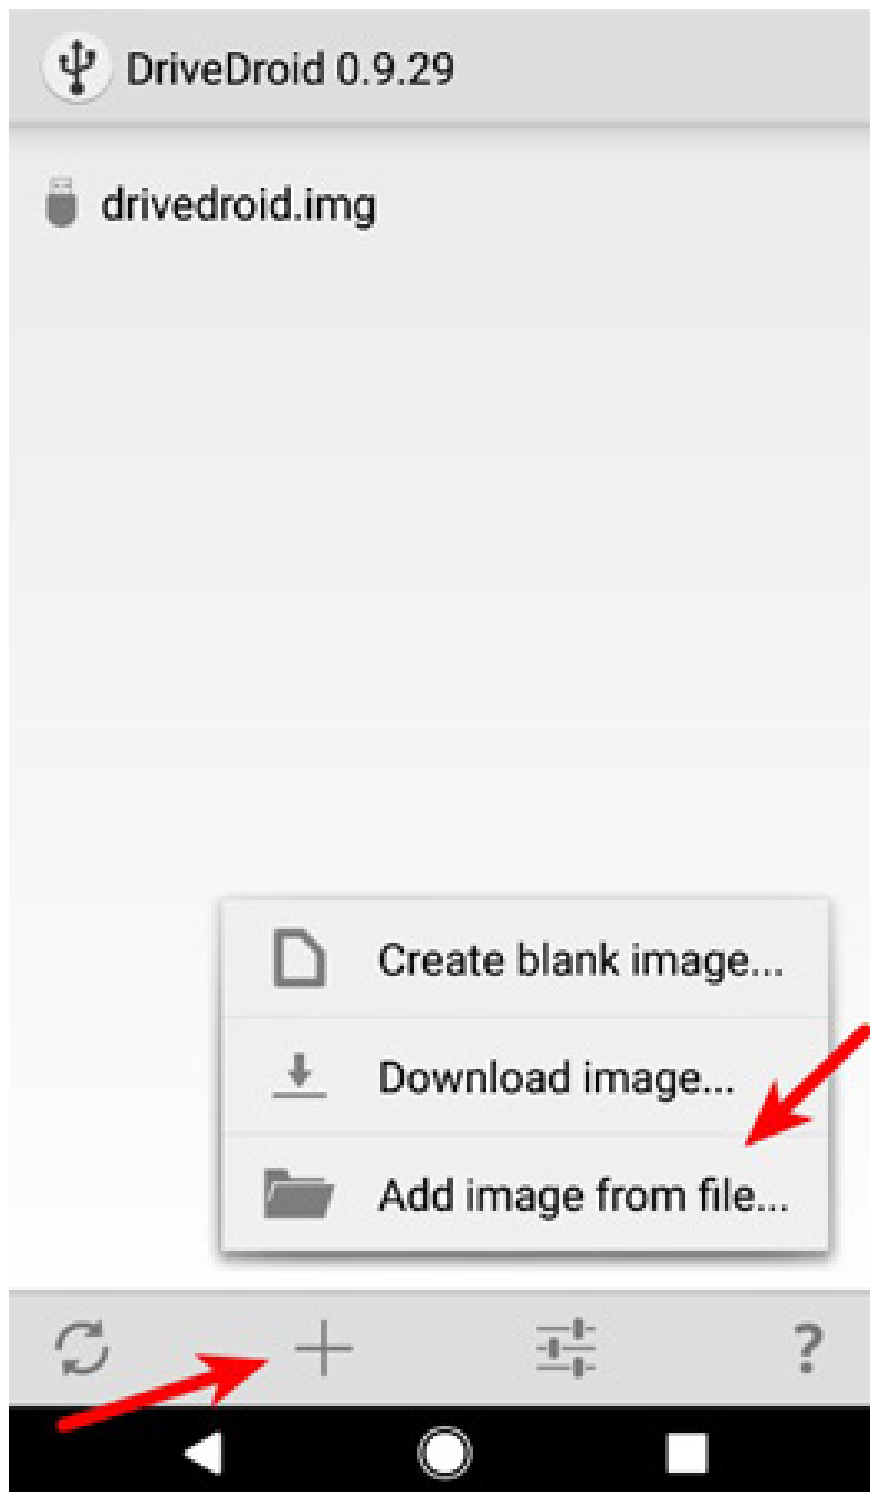 DriveDroid 0.9.29
drivedroid.img
Create blank image...
Download image...
Add image from file...
?